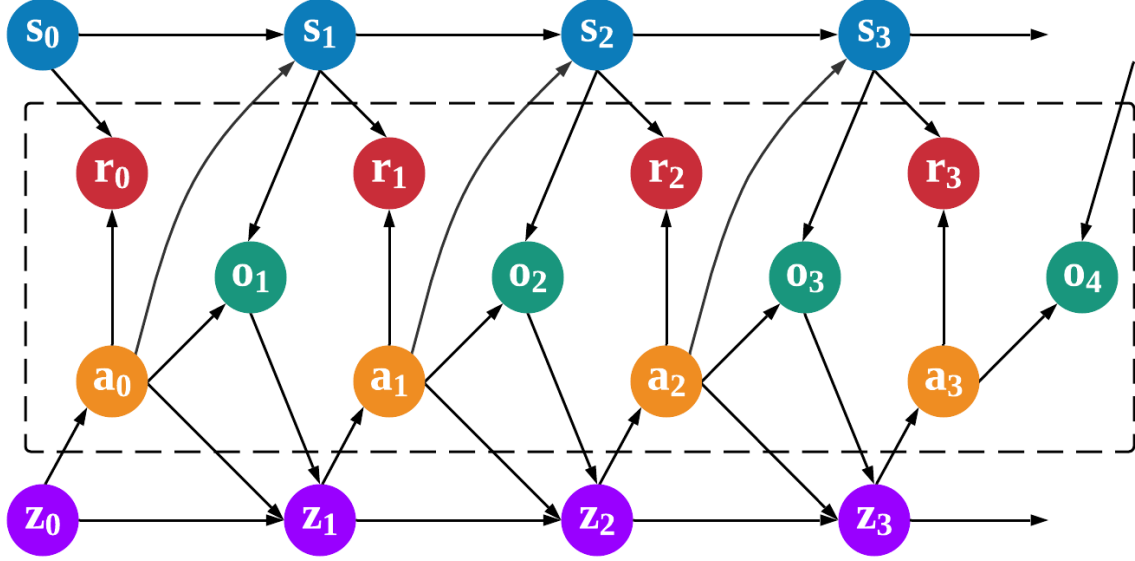 s0 s1 s2 s3
r0 r1 r2 r3
o1 o2 o3 o4
a0 a1 a2 a3
z0 z1 z2 z3